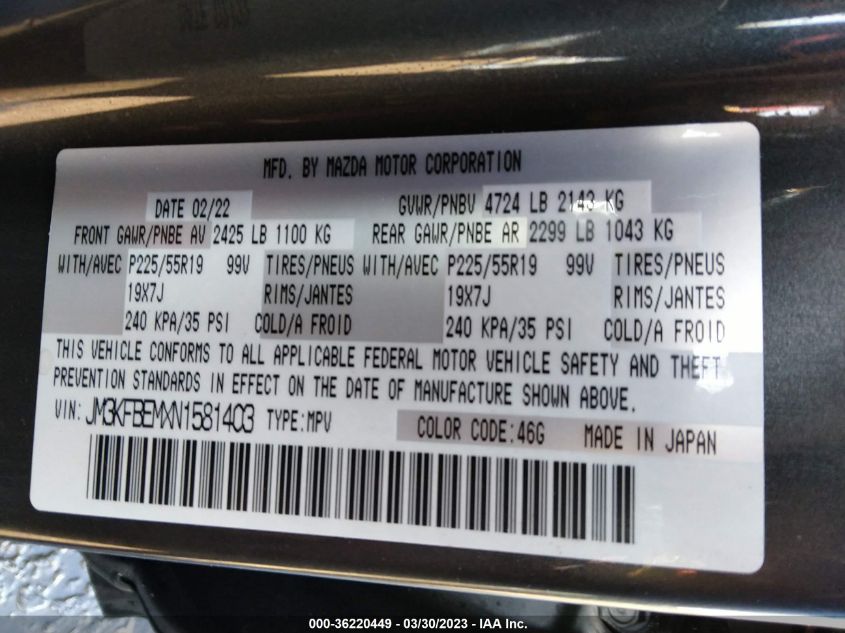 MFD. BY MAZDA MOTOR CORPORATION
DATE 02/22 GVWR/PNBV 4724 LB 2143 KG
FRONT GAWR/PNBE AV 2425 LB 1100 KG REAR GAWR/PNBE AR 2299 LB 1043 KG
WITH/AVEC P225/55R19 99V TIRES/PNEUS WITH/AVEC P225/55R19 99V TIRES/PNEUS
19X7J RIMS/JANTES 19X7J RIMS/JANTES
240 KPA/35 PSI COLD/A FROID 240 KPA/35 PSI COLD/A FROID
THIS VEHICLE CONFORMS TO ALL APPLICABLE FEDERAL MOTOR VEHICLE SAFETY AND THEFT
PREVENTION STANDARDS IN EFFECT ON THE DATE OF MANUFACTURE SHOWN ABOVE.
VIN: JM3KFBEMXN1581403 TYPE:MPV COLOR CODE:46G MADE IN JAPAN
000-36220449 — 03/30/2023 — IAA Inc.